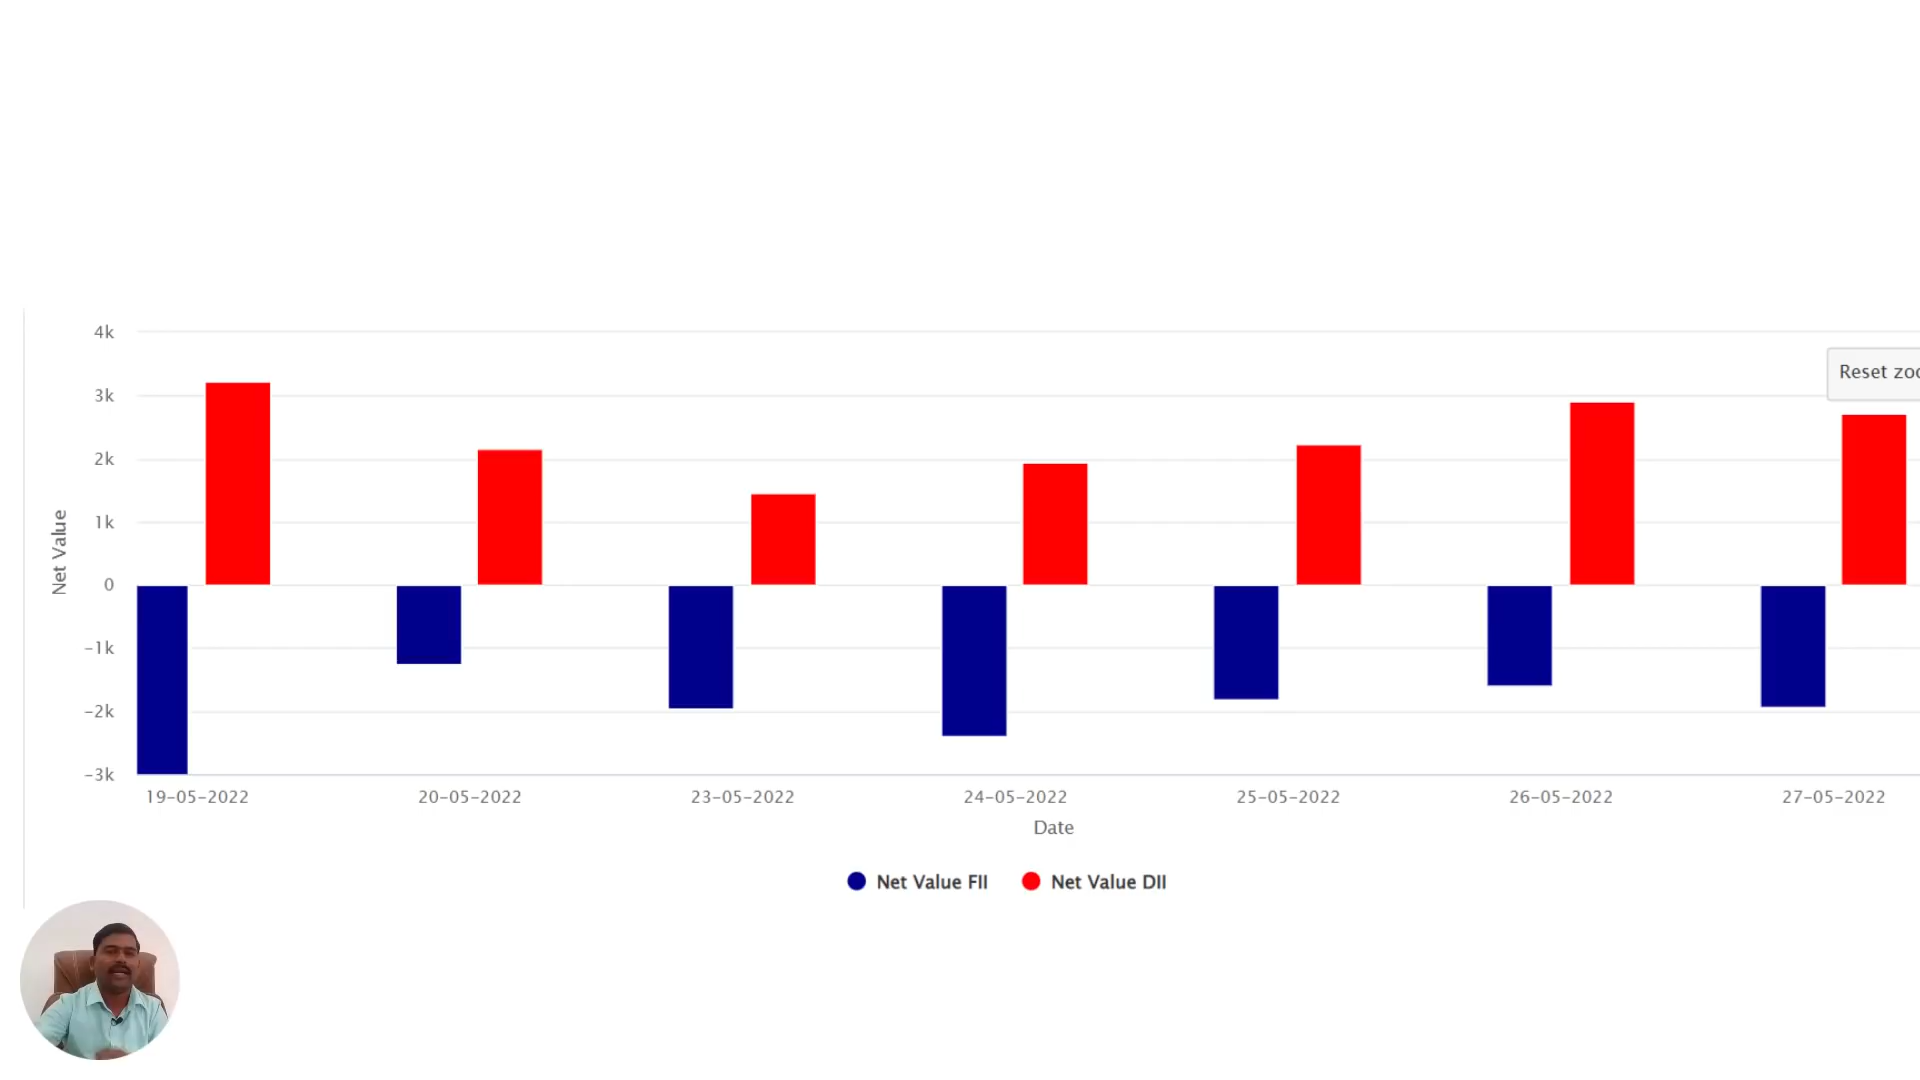 4k
Reset zoo
3k
2k
1k
Net Value
0
-1k
-2k
-3k
19-05-2022 20-05-2022 23-05-2022 24-05-2022 25-05-2022 26-05-2022 27-05-2022
Date
Net Value FII Net Value DII